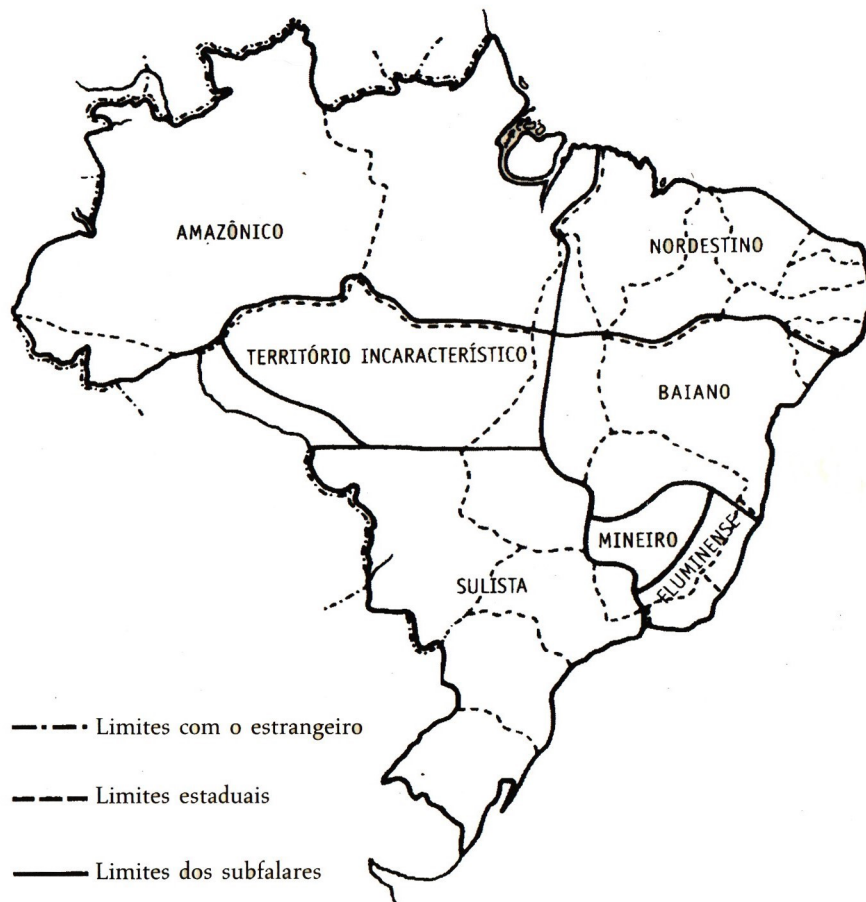 AMAZÔNICO
NORDESTINO
TERRITÓRIO INCARACTERÍSTICO
BAIANO
MINEIRO
FLUMINENSE
SULISTA
Limites com o estrangeiro
Limites estaduais
Limites dos subfalares